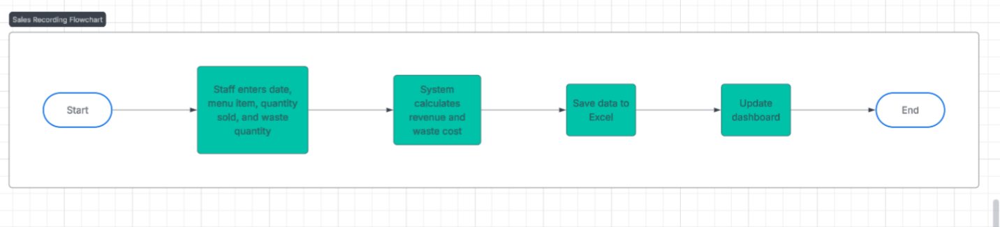 Sales Recording Flowchart
Start
Staff enters date,
menu item, quantity
sold, and waste
quantity
System
calculates
revenue and
waste cost
Save data to
Excel
Update
dashboard
End